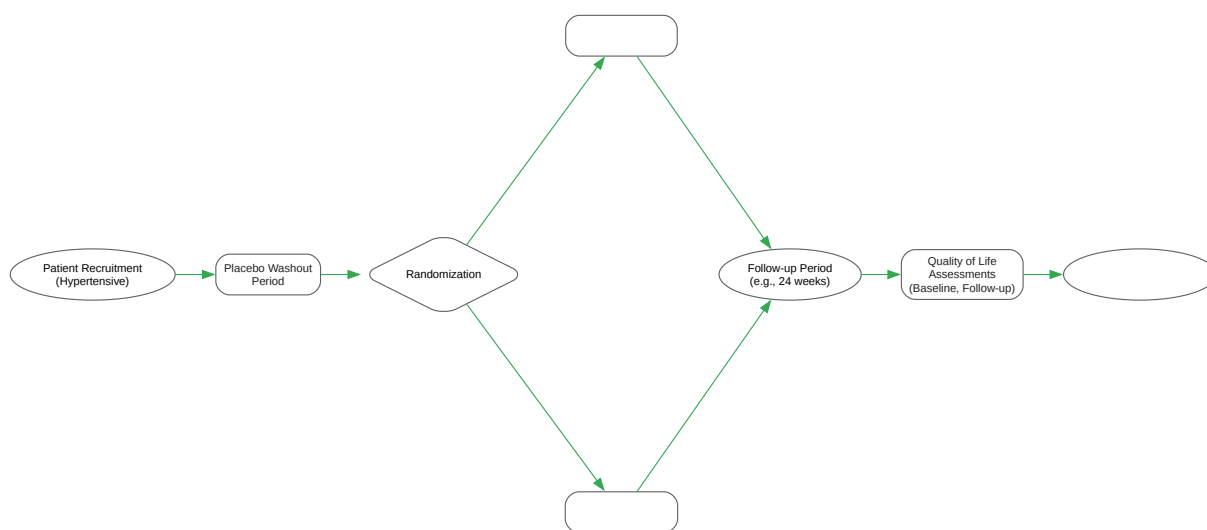 Patient Recruitment
(Hypertensive)
Placebo Washout
Period
Randomization
Follow-up Period
(e.g., 24 weeks)
Quality of Life
Assessments
(Baseline, Follow-up)